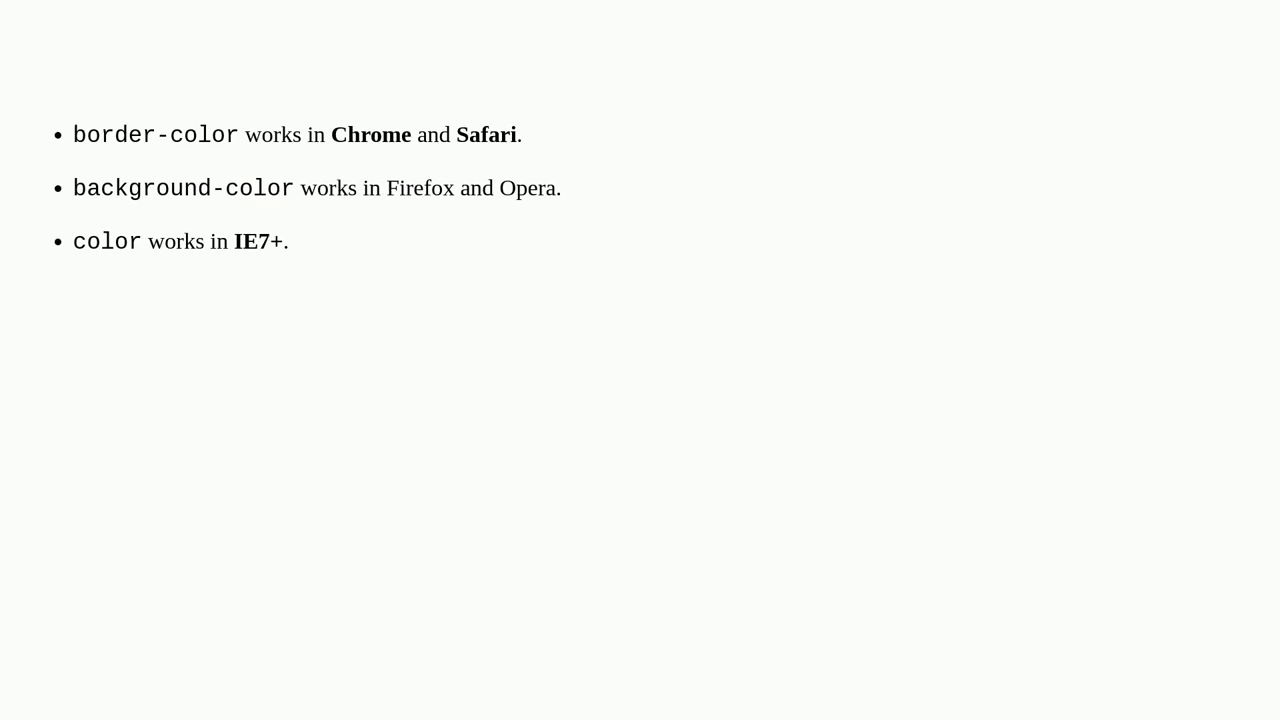 • border-color works in Chrome and Safari.
• background-color works in Firefox and Opera.
• color works in IE7+.